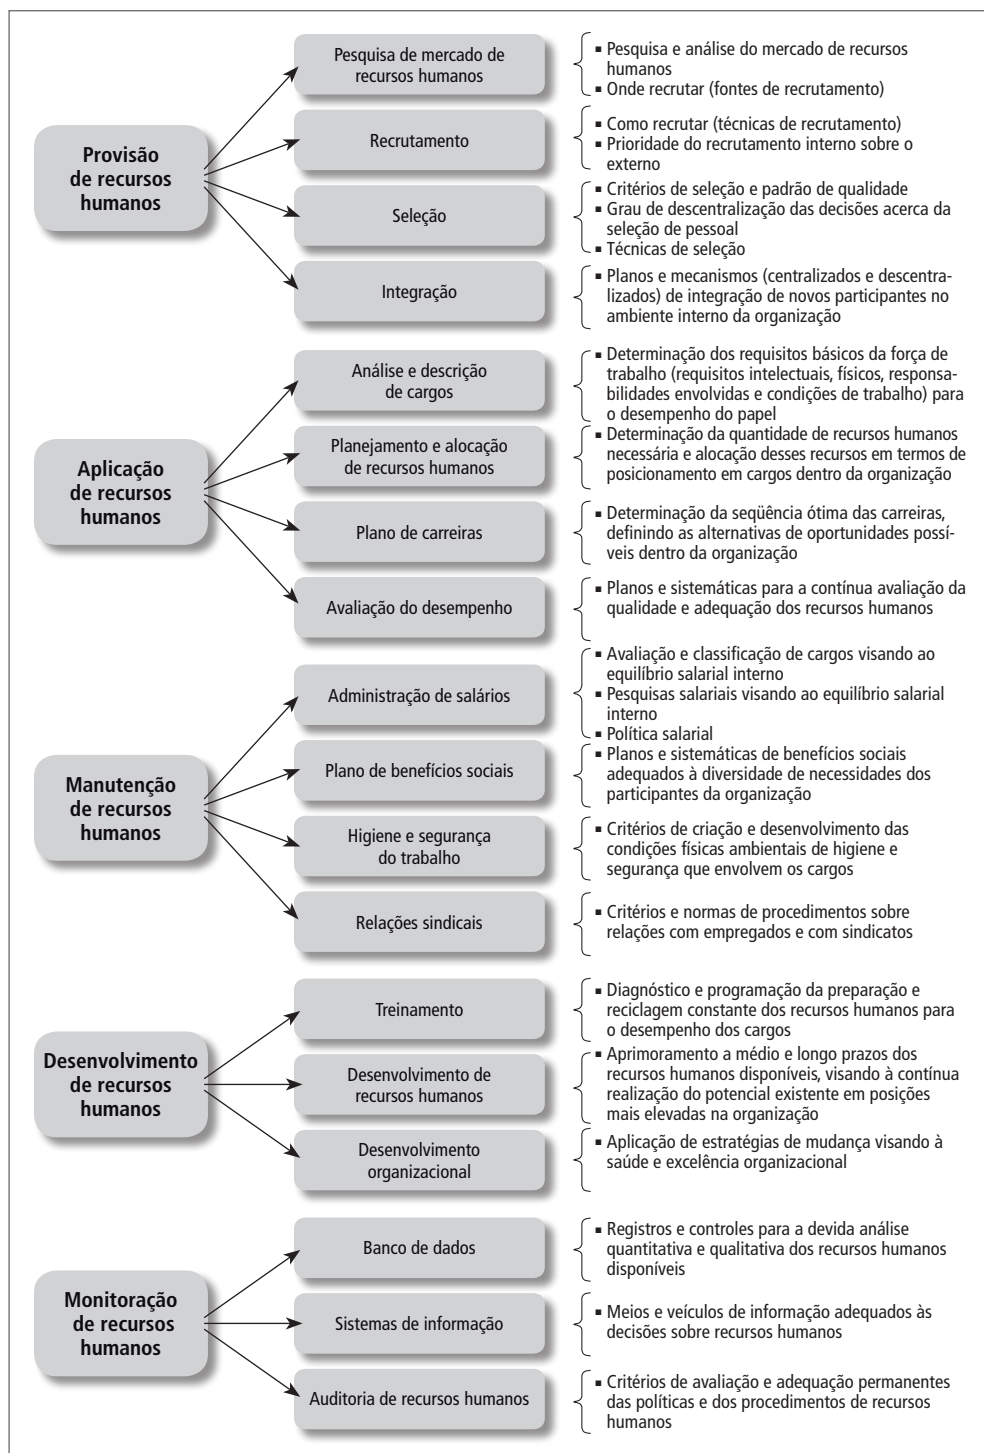 Provisão
de recursos
humanos
Pesquisa de mercado de
recursos humanos
▪ Pesquisa e análise do mercado de recursos
humanos
▪ Onde recrutar (fontes de recrutamento)
Recrutamento
▪ Como recrutar (técnicas de recrutamento)
▪ Prioridade do recrutamento interno sobre o
externo
Seleção
▪ Critérios de seleção e padrão de qualidade
▪ Grau de descentralização das decisões acerca da
seleção de pessoal
▪ Técnicas de seleção
Integração
▪ Planos e mecanismos (centralizados e descentra-
lizados) de integração de novos participantes no
ambiente interno da organização
Aplicação
de recursos
humanos
Análise e descrição
de cargos
▪ Determinação dos requisitos básicos da força de
trabalho (requisitos intelectuais, físicos, responsa-
bilidades envolvidas e condições de trabalho) para
o desempenho do papel
Planejamento e alocação
de recursos humanos
▪ Determinação da quantidade de recursos humanos
necessária e alocação desses recursos em termos de
posicionamento em cargos dentro da organização
Plano de carreiras
▪ Determinação da seqüência ótima das carreiras,
definindo as alternativas de oportunidades possí-
veis dentro da organização
Avaliação do desempenho
▪ Planos e sistemáticas para a contínua avaliação da
qualidade e adequação dos recursos humanos
Manutenção
de recursos
humanos
Administração de salários
▪ Avaliação e classificação de cargos visando ao
equilíbrio salarial interno
▪ Pesquisas salariais visando ao equilíbrio salarial
interno
▪ Política salarial
Plano de benefícios sociais
▪ Planos e sistemáticas de benefícios sociais
adequados à diversidade de necessidades dos
participantes da organização
Higiene e segurança
do trabalho
▪ Critérios de criação e desenvolvimento das
condições físicas ambientais de higiene e
segurança que envolvem os cargos
Relações sindicais
▪ Critérios e normas de procedimentos sobre
relações com empregados e com sindicatos
Desenvolvimento
de recursos
humanos
Treinamento
▪ Diagnóstico e programação da preparação e
reciclagem constante dos recursos humanos para
o desempenho dos cargos
Desenvolvimento de
recursos humanos
▪ Aprimoramento a médio e longo prazos dos
recursos humanos disponíveis, visando à contínua
realização do potencial existente em posições
mais elevadas na organização
Desenvolvimento
organizacional
▪ Aplicação de estratégias de mudança visando à
saúde e excelência organizacional
Monitoração
de recursos
humanos
Banco de dados
▪ Registros e controles para a devida análise
quantitativa e qualitativa dos recursos humanos
disponíveis
Sistemas de informação
▪ Meios e veículos de informação adequados às
decisões sobre recursos humanos
Auditoria de recursos humanos
▪ Critérios de avaliação e adequação permanentes
das políticas e dos procedimentos de recursos
humanos